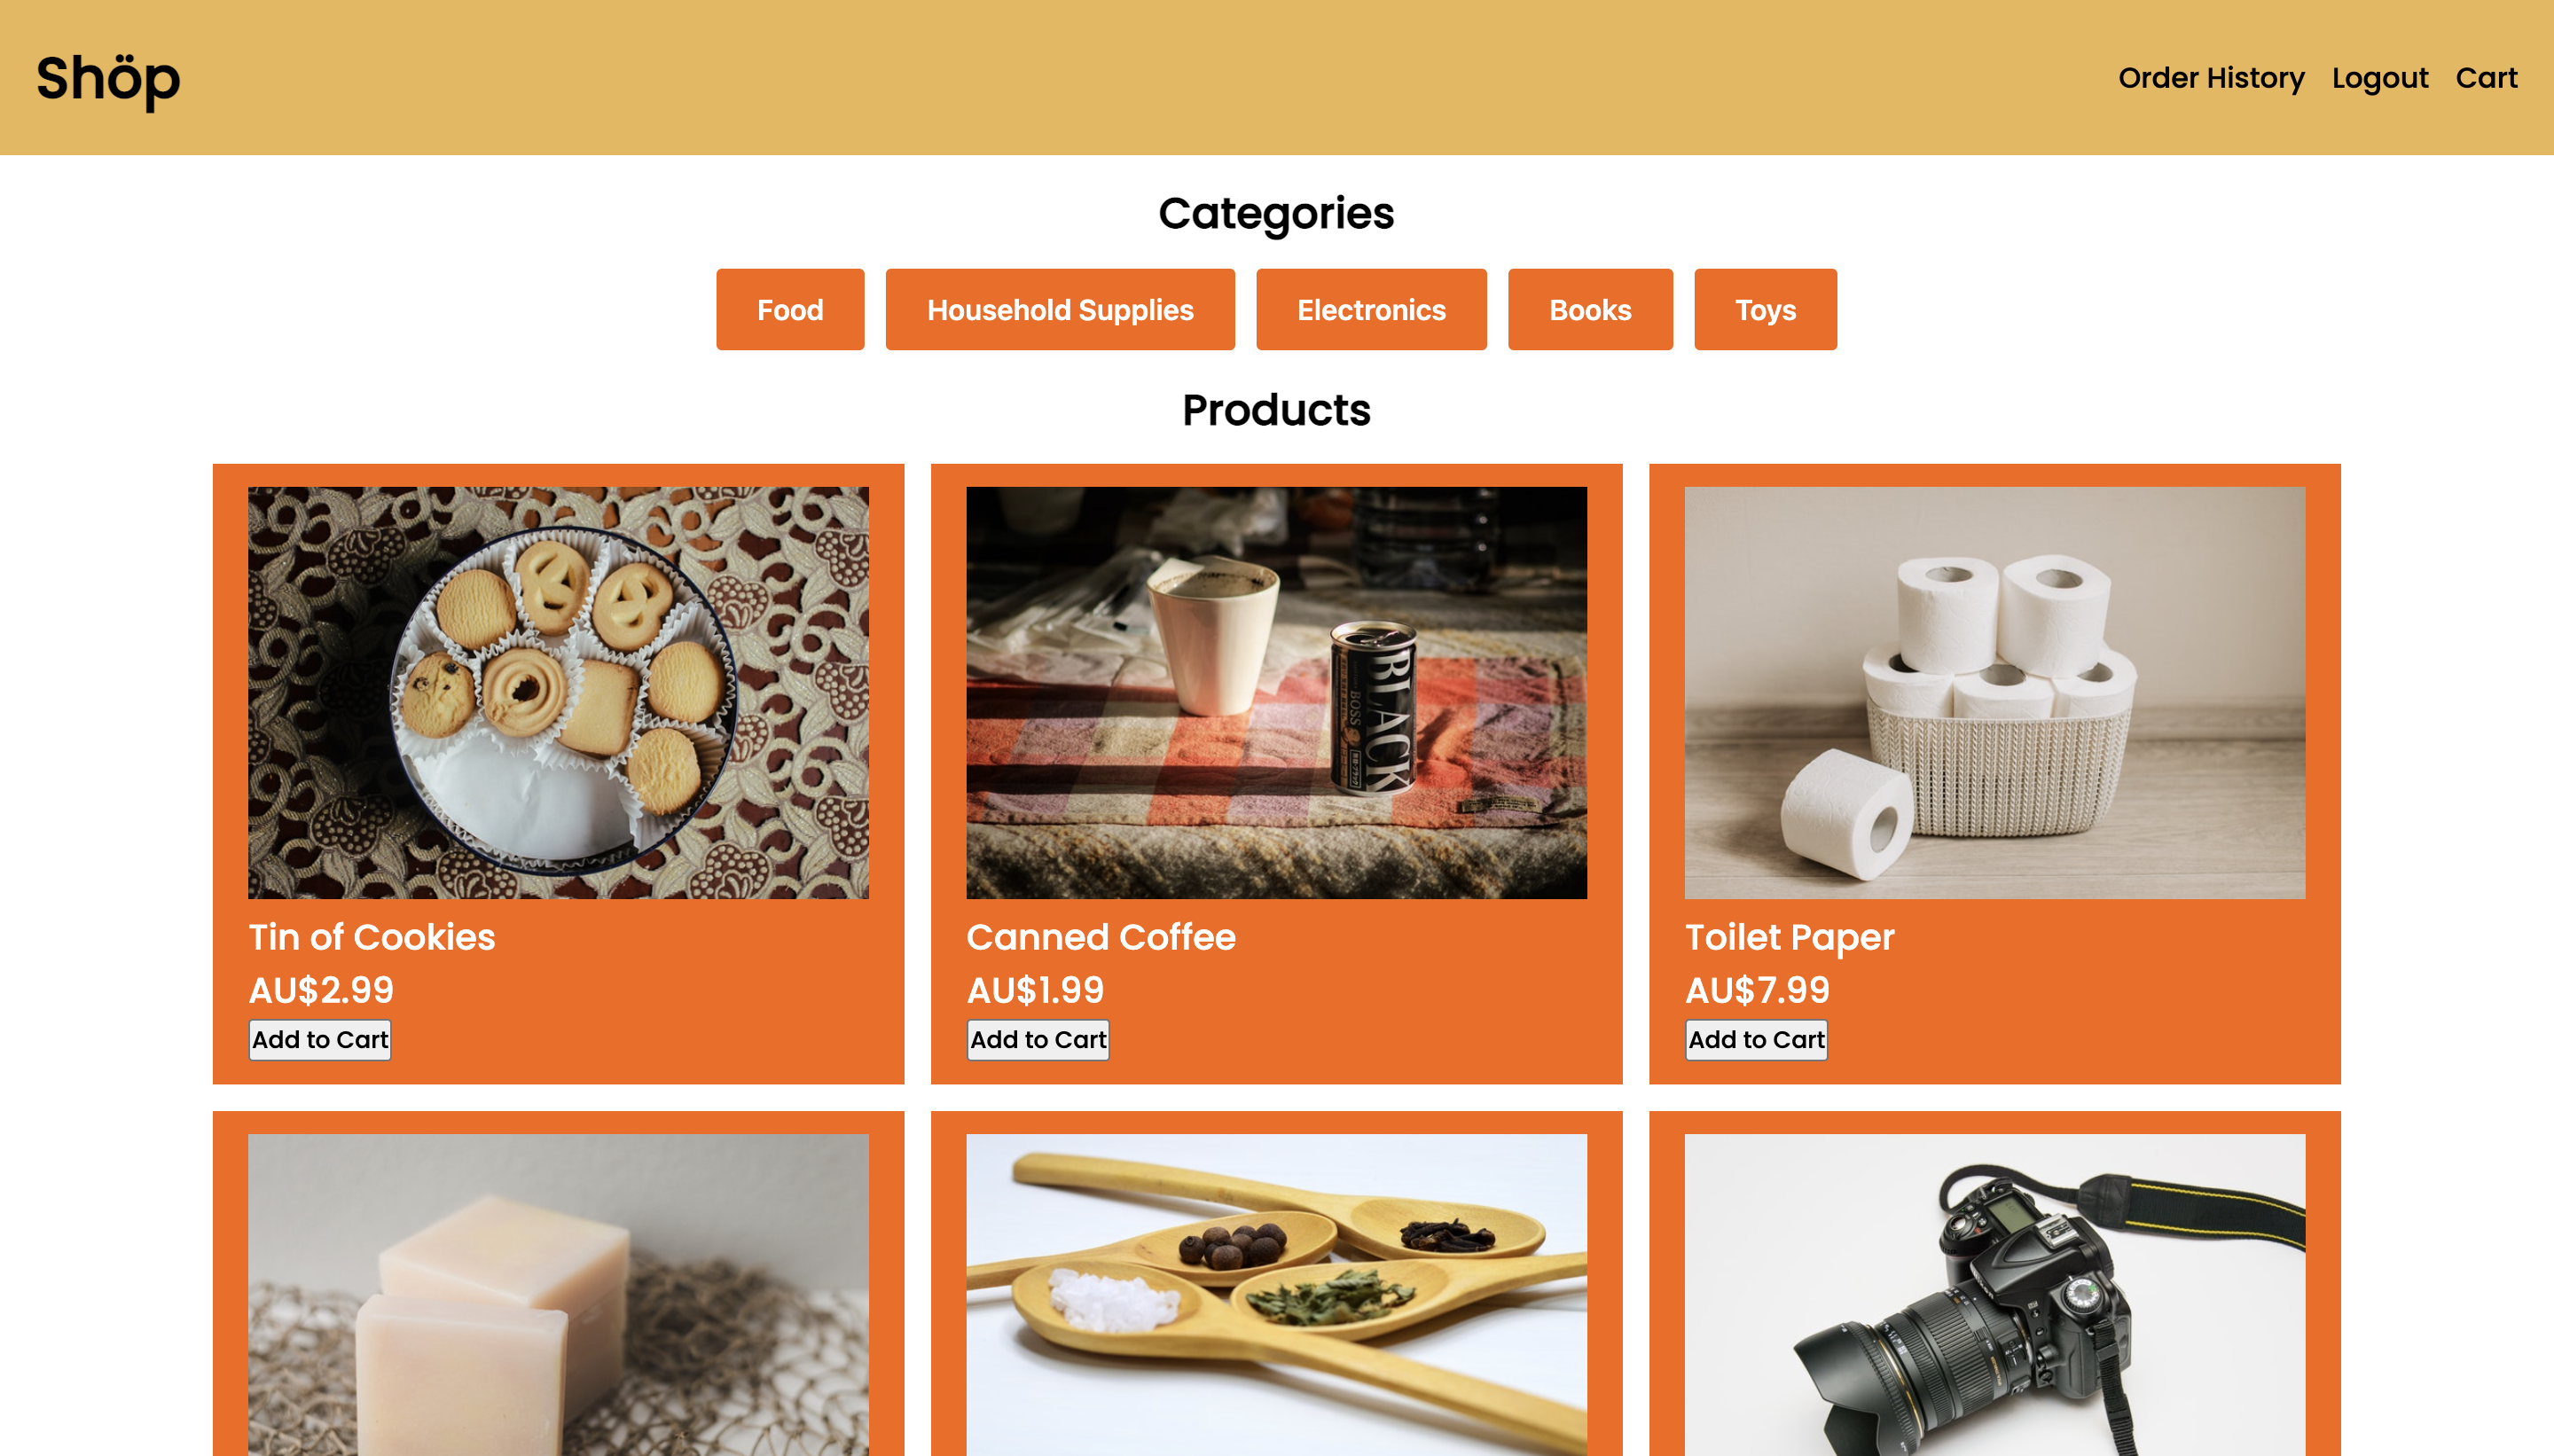 Shöp
Order History Logout Cart
Categories
Food Household Supplies Electronics Books Toys
Products
BLACK
BOSS
Tin of Cookies
AU$2.99
Add to Cart
Canned Coffee
AU$1.99
Add to Cart
Toilet Paper
AU$7.99
Add to Cart